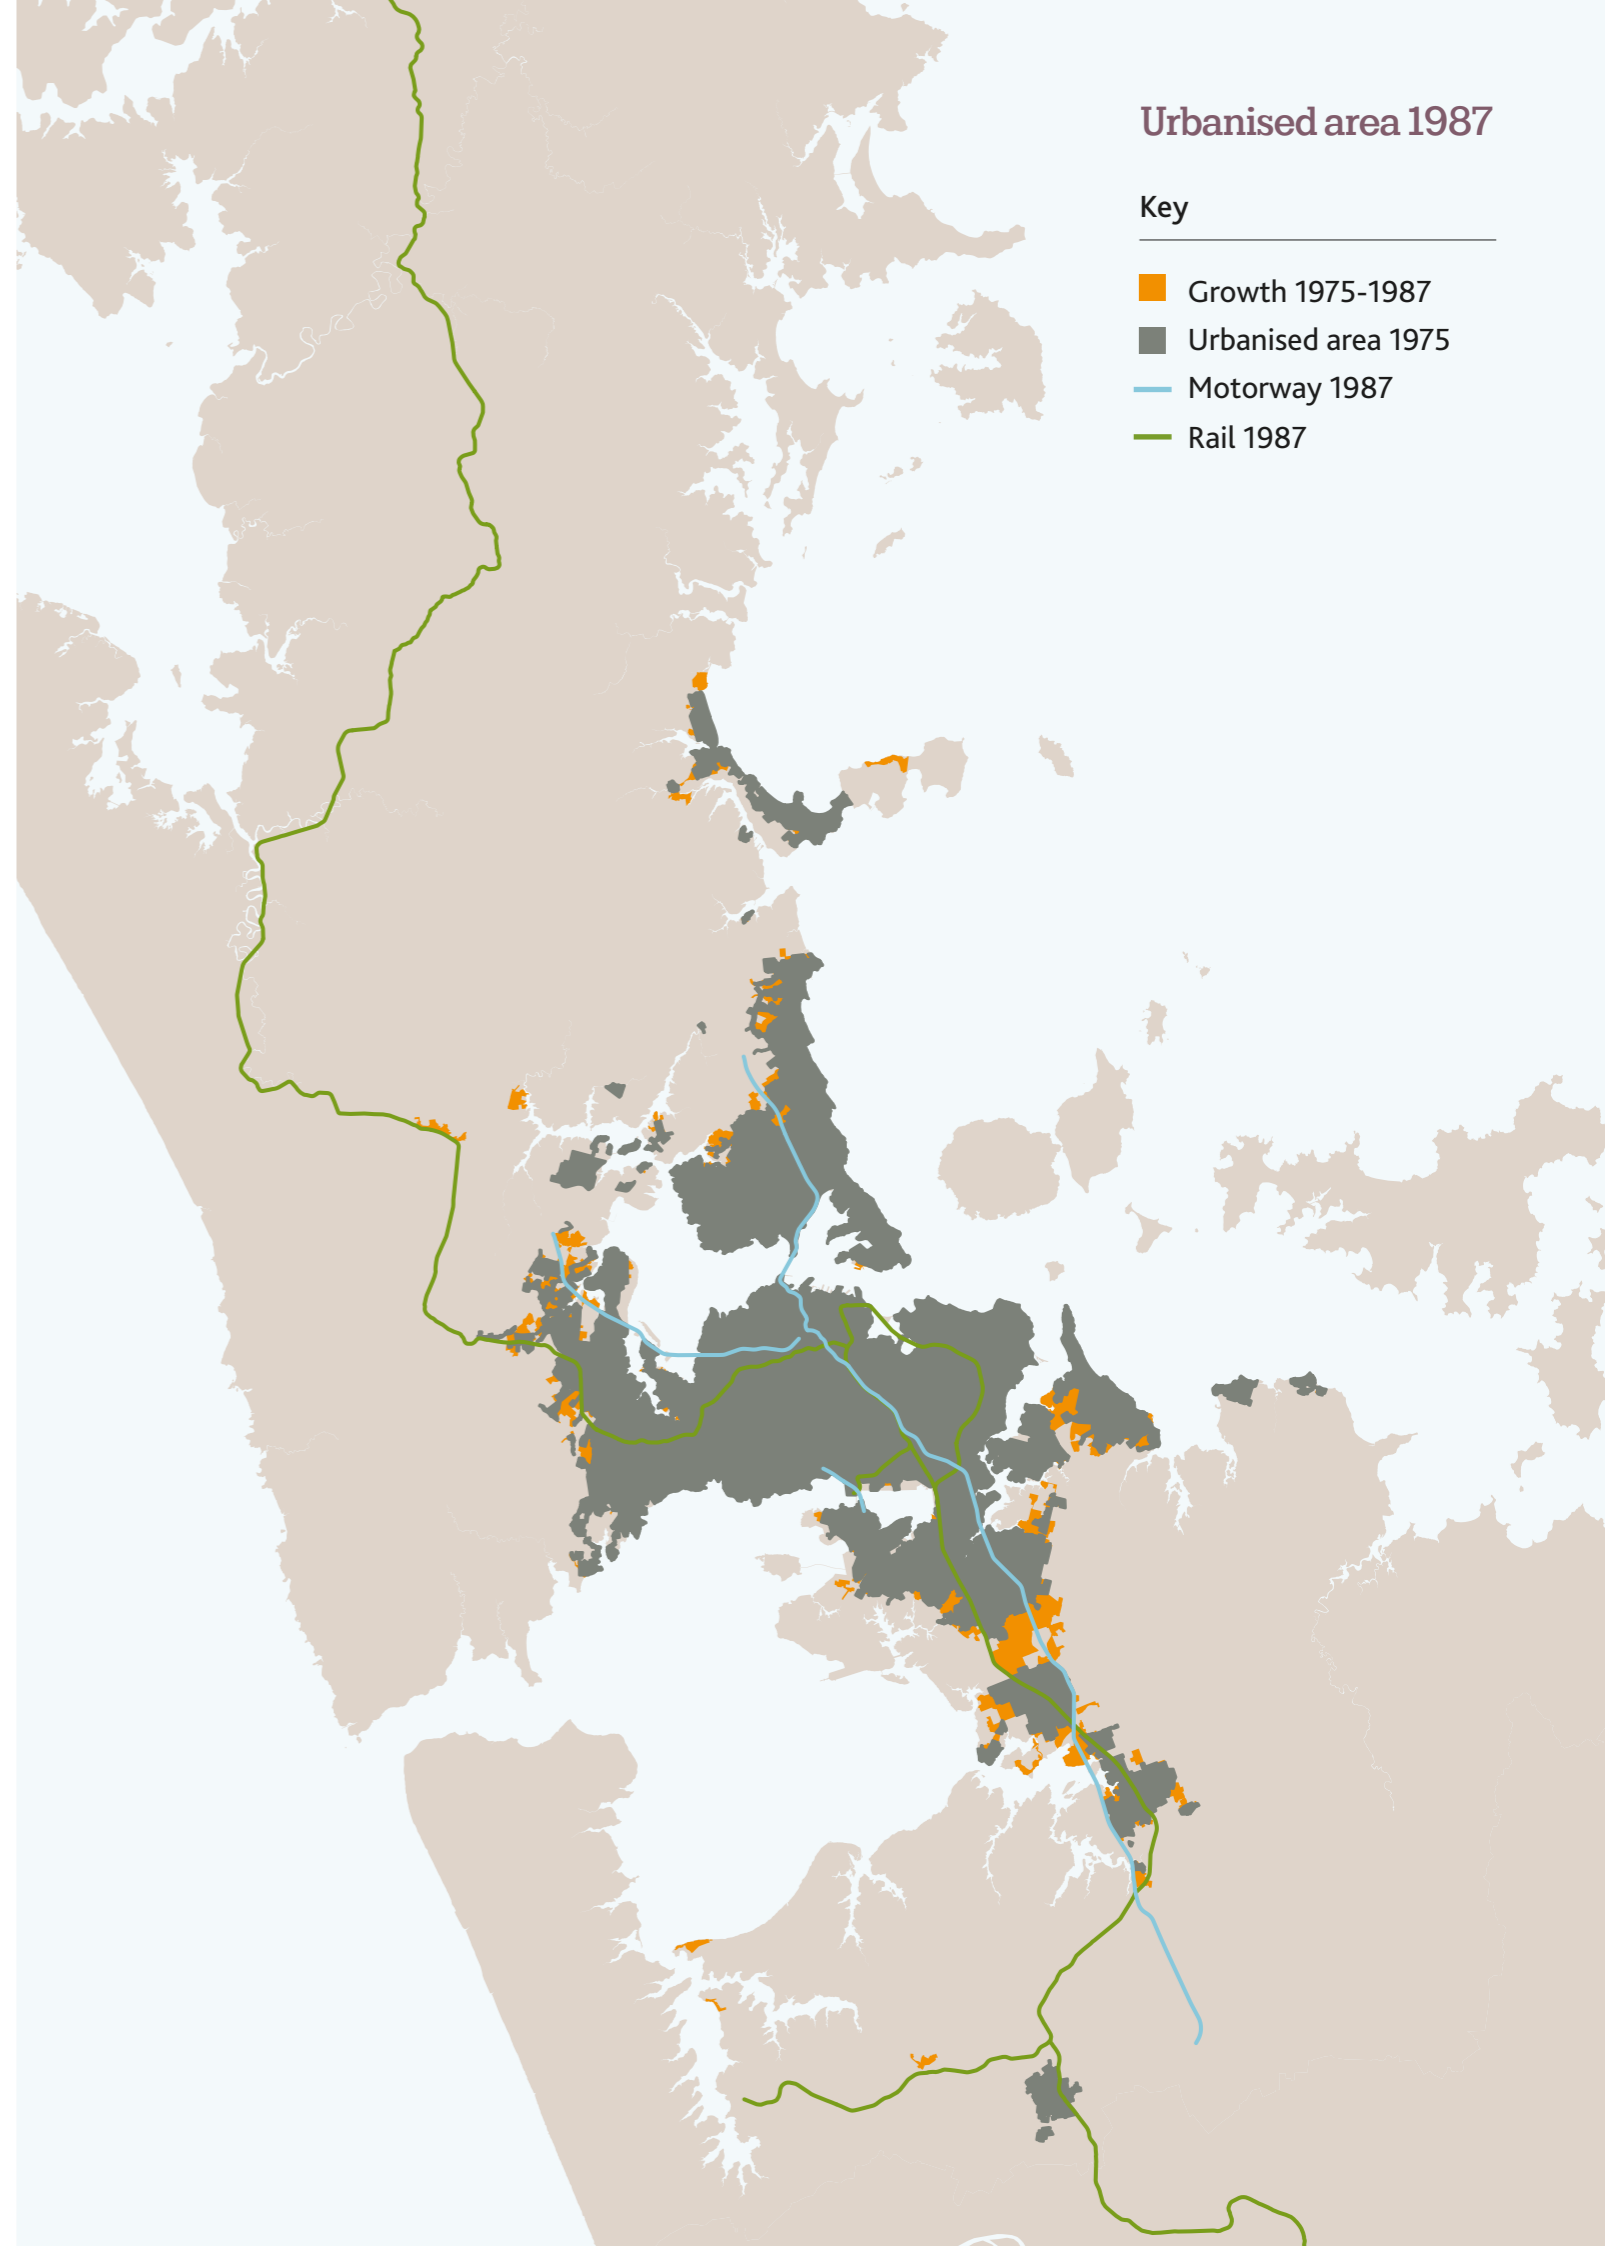 Urbanised area 1987
Key
Growth 1975-1987
Urbanised area 1975
Motorway 1987
Rail 1987